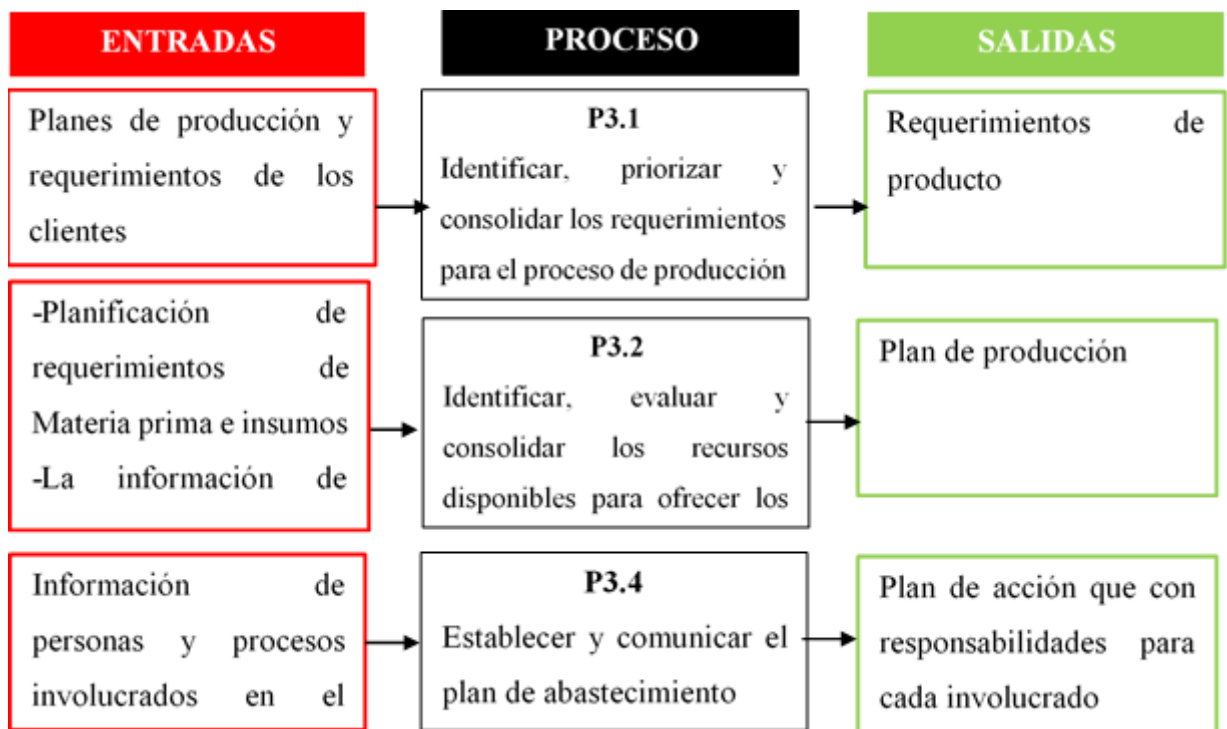 ENTRADAS
PROCESO
SALIDAS
Planes de producción y
requerimientos de los
clientes
P3.1
Identificar, priorizar y
consolidar los requerimientos
para el proceso de producción
Requerimientos de
producto
-Planificación de
requerimientos de
Materia prima e insumos
-La información de
P3.2
Identificar, evaluar y
consolidar los recursos
disponibles para ofrecer los
Plan de producción
Información de
personas y procesos
involucrados en el
P3.4
Establecer y comunicar el
plan de abastecimiento
Plan de acción que con
responsabilidades para
cada involucrado